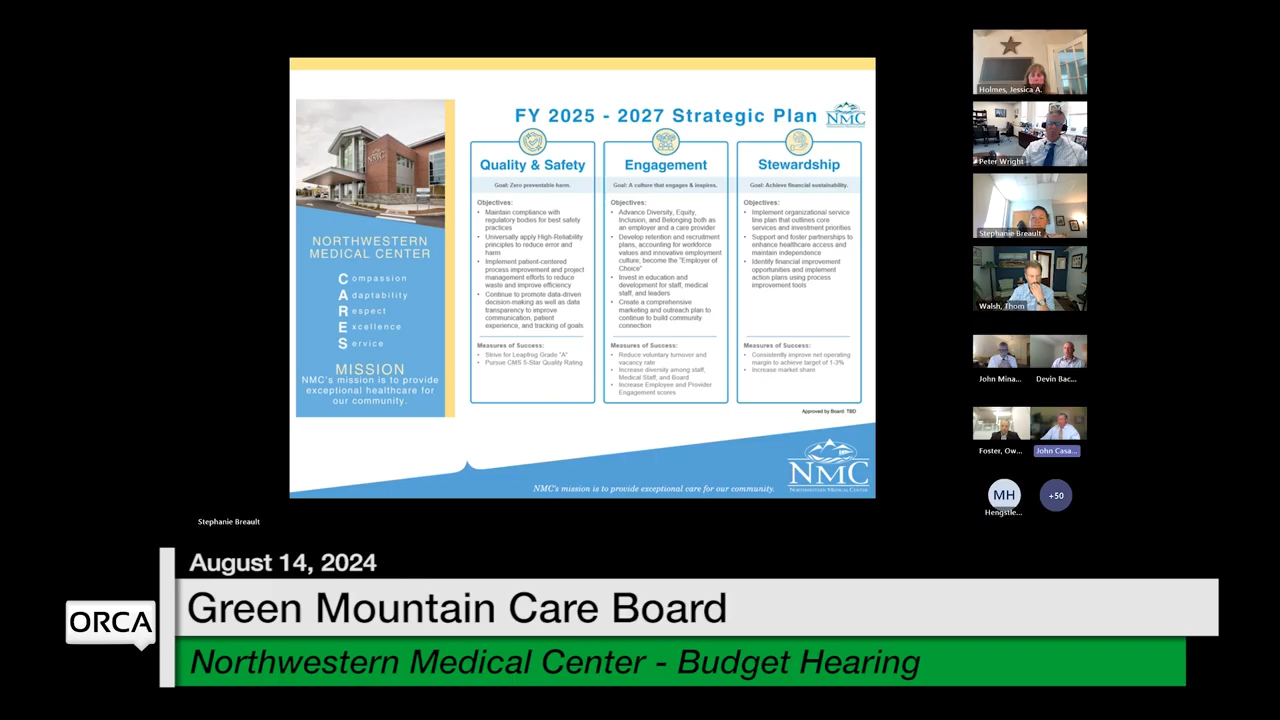 FY 2025 - 2027 Strategic Plan
NMC
NMC
NORTHWESTERN
MEDICAL CENTER
Compassion
Adaptability
Respect
Excellence
Service
MISSION
NMC's mission is to provide
exceptional healthcare for
our community.
Quality & Safety
Goal: Zero preventable harm.
Objectives:
• Maintain compliance with
regulatory bodies for best safety
practices
• Universally apply High-Reliability
principles to reduce error and
harm
• Implement patient-centered
process improvement and project
management efforts to reduce
waste and improve efficiency
• Continue to promote data-driven
decision-making as well as data
transparency to improve
communication, patient
experience, and tracking of goals
Measures of Success:
• Strive for Leapfrog Grade "A"
• Pursue CMS 5-Star Quality Rating
Engagement
Goal: A culture that engages & inspires.
Objectives:
• Advance Diversity, Equity,
Inclusion, and Belonging both as
an employer and a care provider
• Develop retention and recruitment
plans, accounting for workforce
values and innovative employment
culture; become the "Employer of
Choice"
• Invest in education and
development for staff, medical
staff, and leaders
• Create a comprehensive
marketing and outreach plan to
continue to build community
connection
Measures of Success:
• Reduce voluntary turnover and
vacancy rate
• Increase diversity among staff,
Medical Staff, and Board
• Increase Employee and Provider
Engagement scores
Stewardship
Goal: Achieve financial sustainability.
Objectives:
• Implement organizational service
line plan that outlines core
services and investment priorities
• Support and foster partnerships to
enhance healthcare access and
maintain independence
• Identify financial improvement
opportunities and implement
action plans using process
improvement tools
Measures of Success:
• Consistently improve net operating
margin to achieve target of 1-3%
• Increase market share
Approved by Board: TBD
NMC's mission is to provide exceptional care for our community.
NMC
NORTHWESTERN MEDICAL CENTER
Holmes, Jessica A.
Peter Wright
Stephanie Breault
Walsh, Thom
John Mina...
Devin Bac...
Foster, Ow...
John Casa...
MH
+50
Hengstle...
Stephanie Breault
August 14, 2024
ORCA
Green Mountain Care Board
Northwestern Medical Center - Budget Hearing